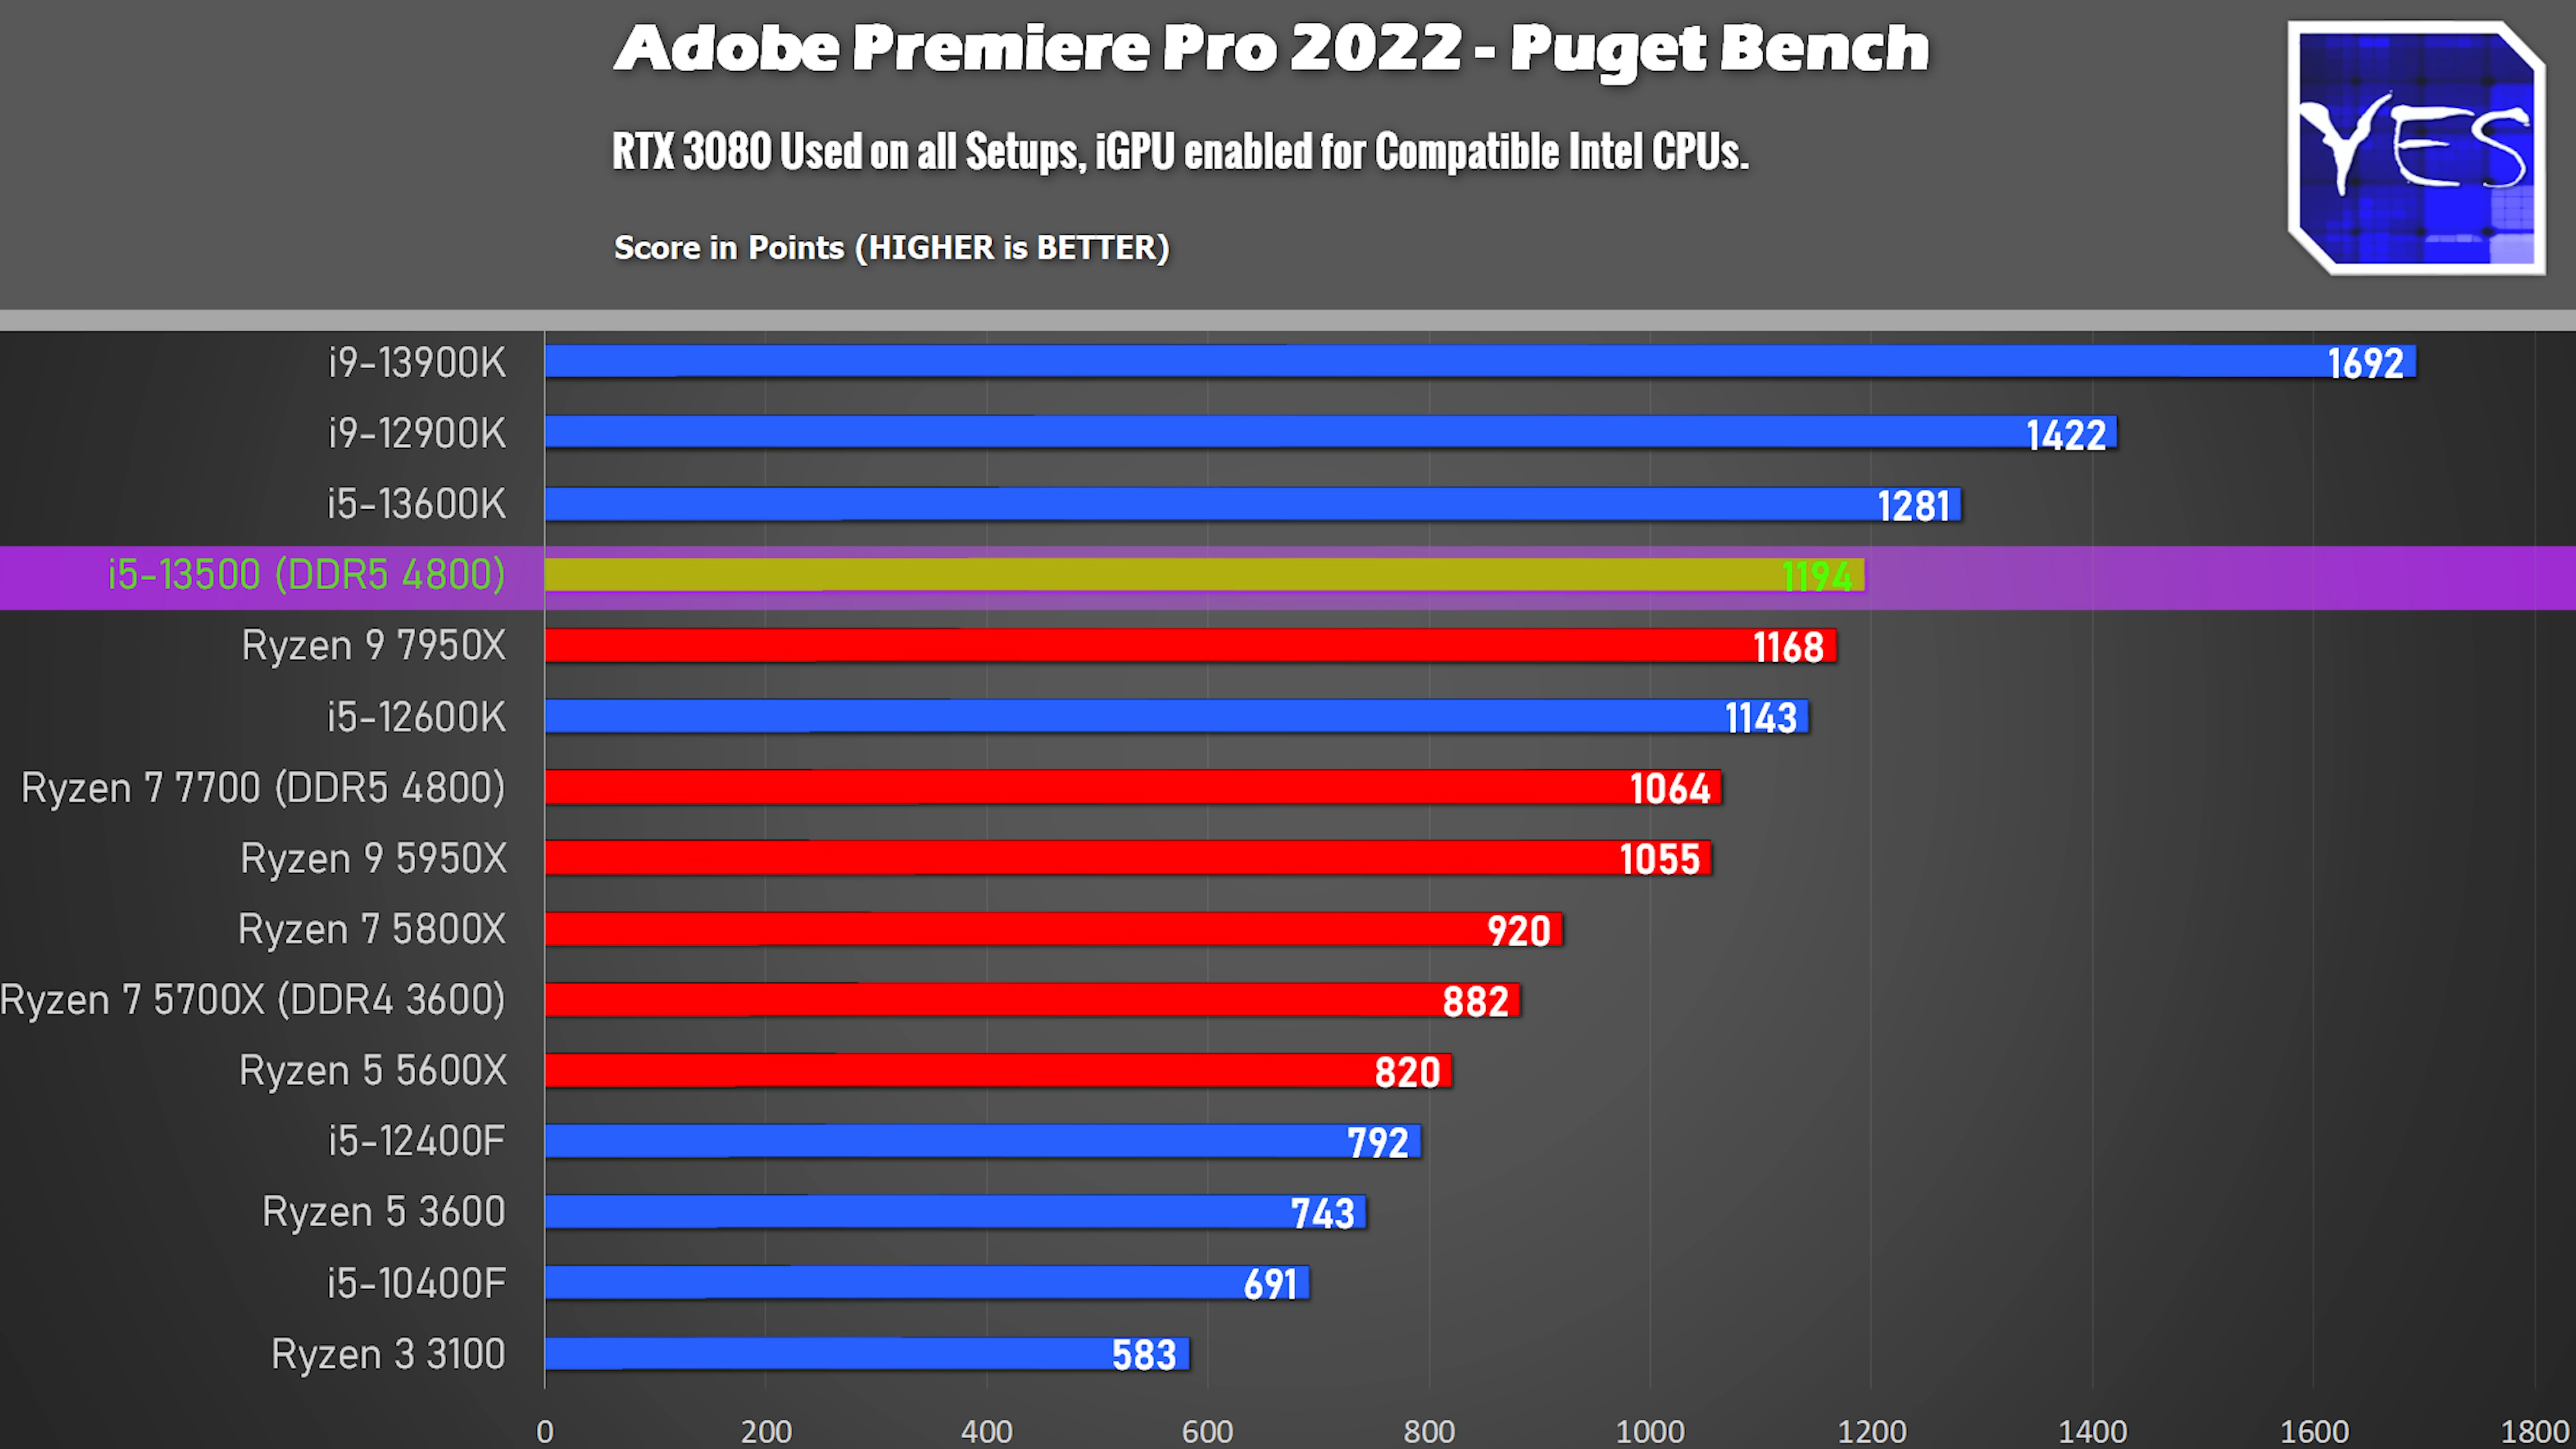 Adobe Premiere Pro 2022 - Puget Bench
RTX 3080 Used on all Setups, iGPU enabled for Compatible Intel CPUs.
Score in Points (HIGHER is BETTER)
YES
i9-13900K 1692
i9-12900K 1422
i5-13600K 1281
i5-13500 (DDR5 4800) 1194
Ryzen 9 7950X 1168
i5-12600K 1143
Ryzen 7 7700 (DDR5 4800) 1064
Ryzen 9 5950X 1055
Ryzen 7 5800X 920
Ryzen 7 5700X (DDR4 3600) 882
Ryzen 5 5600X 820
i5-12400F 792
Ryzen 5 3600 743
i5-10400F 691
Ryzen 3 3100 583
0 200 400 600 800 1000 1200 1400 1600 1800